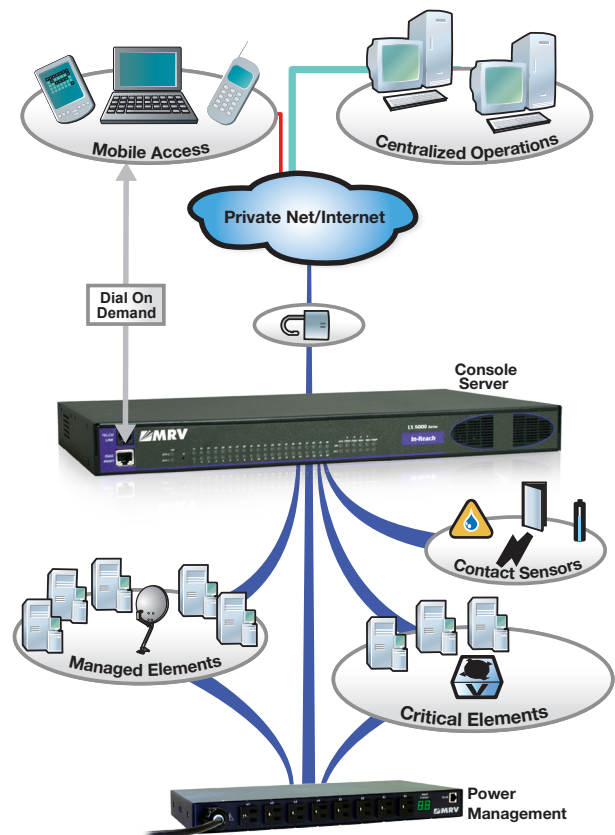 Mobile Access
Centralized Operations
Private Net/Internet
Dial On
Demand
Console
Server
MRV
LX 5000 Series
In-Reach
Contact Sensors
Managed Elements
Critical Elements
V
Power
Management
MRV